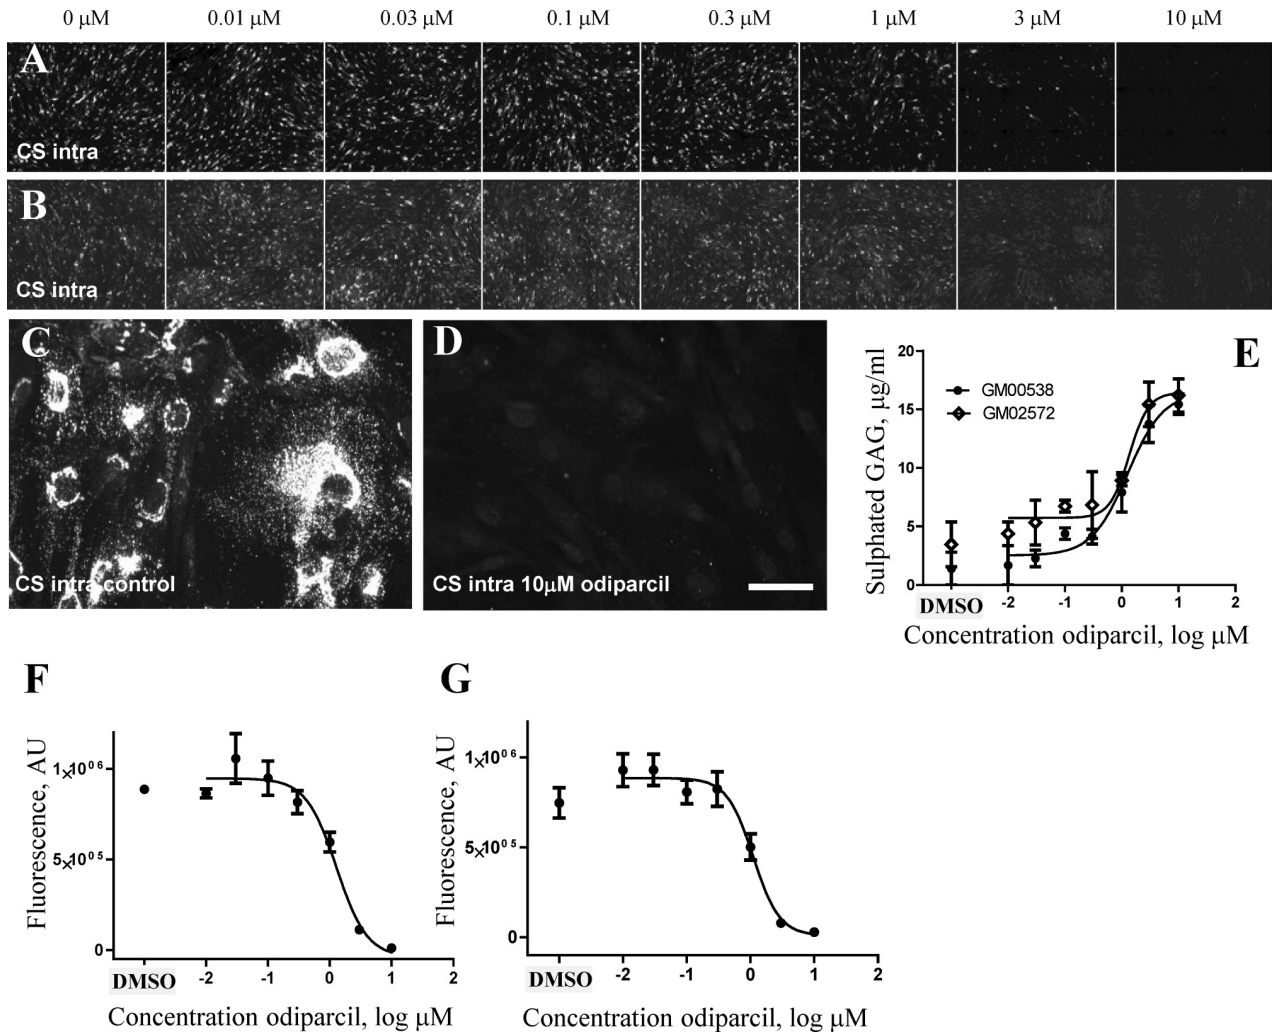 0 μM 0.01 μM 0.03 μM 0.1 μM 0.3 μM 1 μM 3 μM 10 μM
A
CS intra
B
CS intra
C
CS intra control
D
CS intra 10μM odiparcil
E
20
15
10
5
0
Sulphated GAG, μg/ml
GM00538
GM02572
DMSO -2 -1 0 1 2
Concentration odiparcil, log μM
F
1×10⁰⁶
5×10⁰⁵
0
Fluorescence, AU
DMSO -2 -1 0 1 2
Concentration odiparcil, log μM
G
1×10⁰⁶
5×10⁰⁵
0
Fluorescence, AU
DMSO -2 -1 0 1 2
Concentration odiparcil, log μM